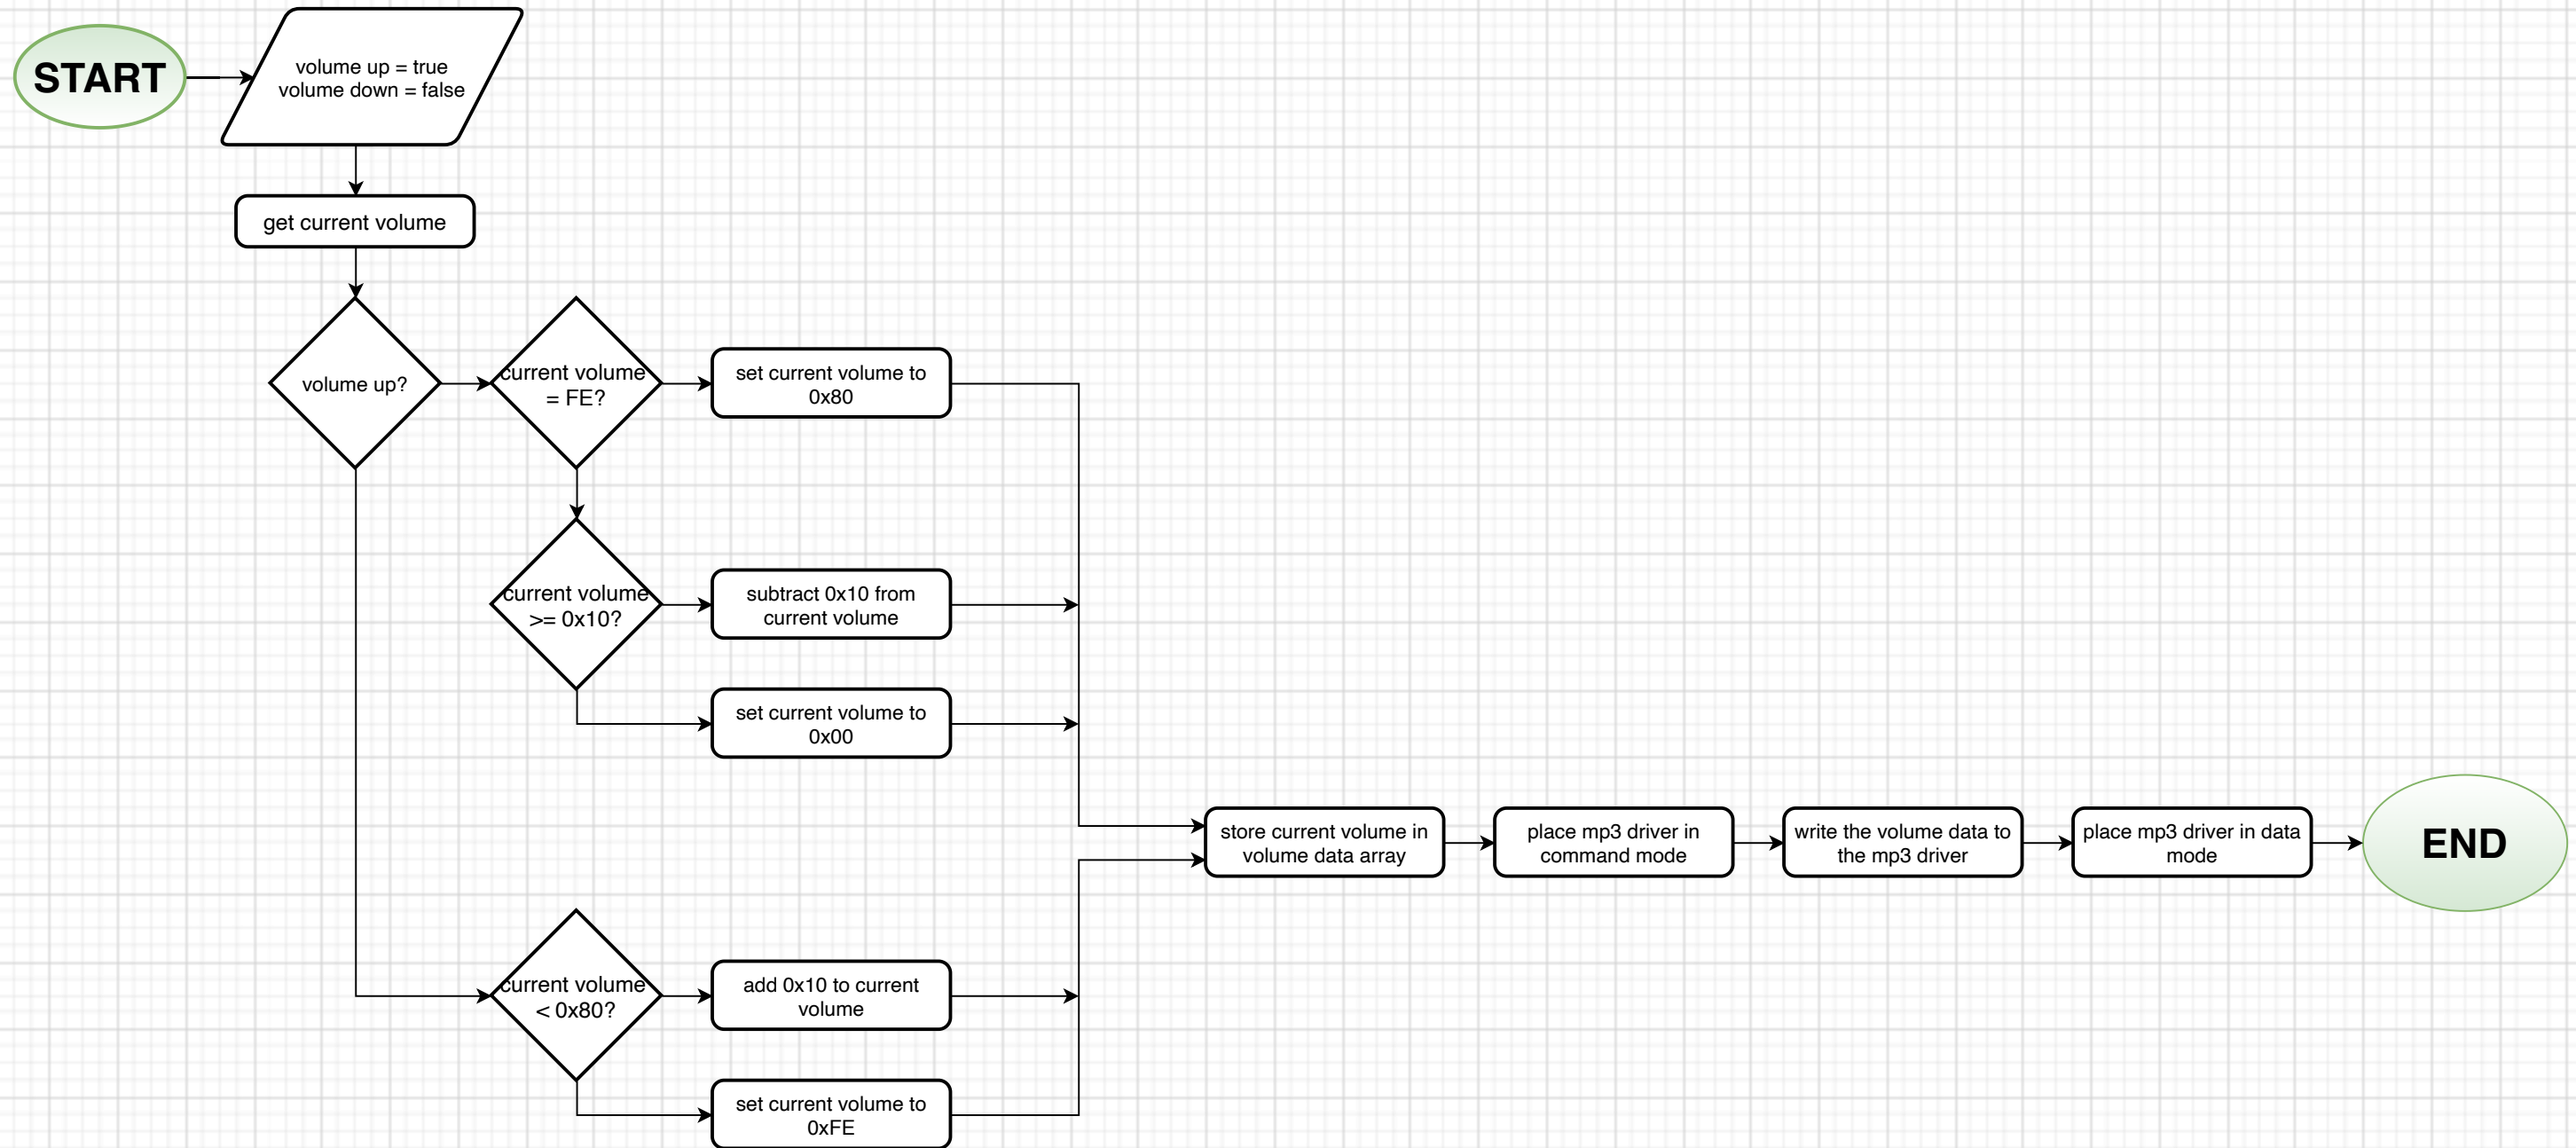 START
volume up = true
volume down = false
get current volume
volume up?
current volume
= FE?
set current volume to
0x80
current volume
>= 0x10?
subtract 0x10 from
current volume
set current volume to
0x00
store current volume in
volume data array
place mp3 driver in
command mode
write the volume data to
the mp3 driver
place mp3 driver in data
mode
END
current volume
< 0x80?
add 0x10 to current
volume
set current volume to
0xFE